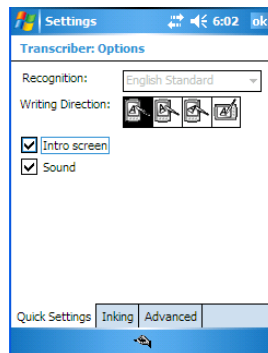 Settings 6:02 ok
Transcriber: Options
Recognition: English Standard
Writing Direction:
Intro screen
Sound
Quick Settings Inking Advanced